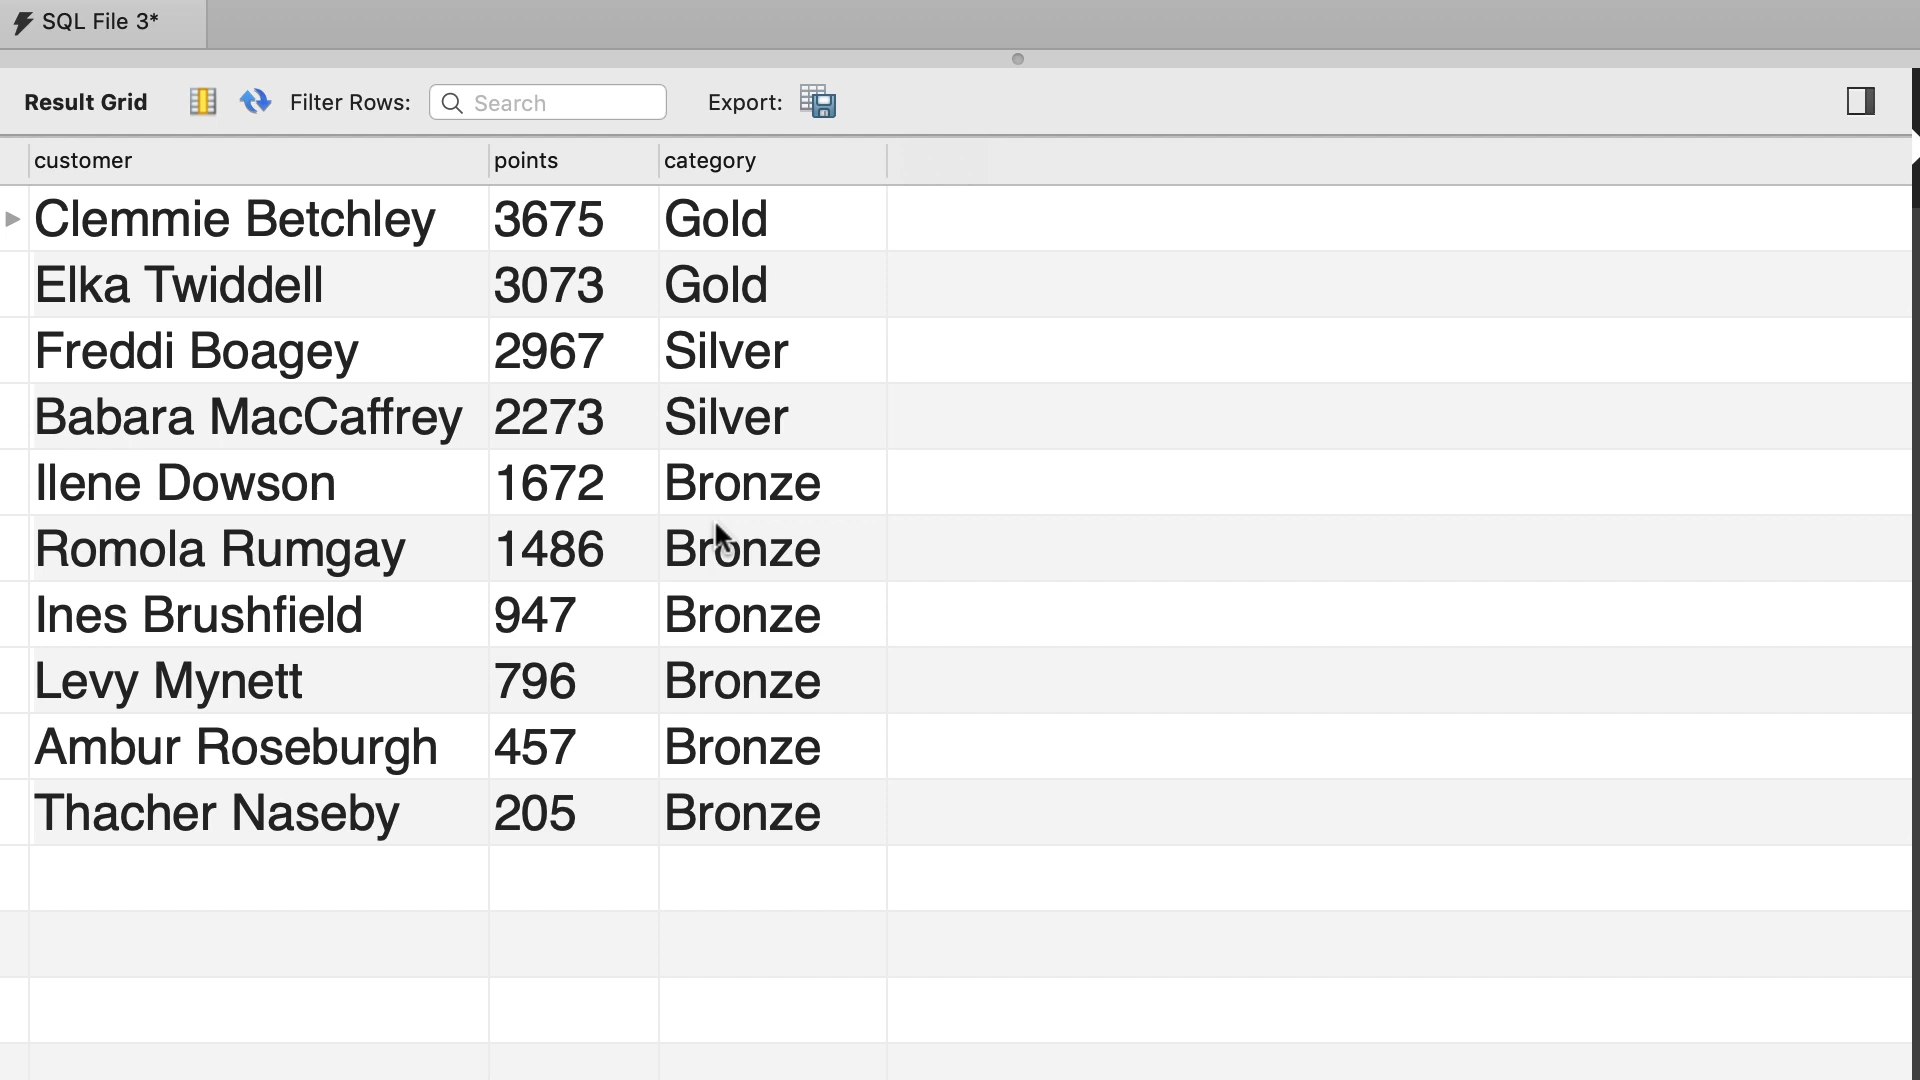 SQL File 3*
Result Grid Filter Rows: Search Export:
customer points category
Clemmie Betchley 3675 Gold
Elka Twiddell 3073 Gold
Freddi Boagey 2967 Silver
Babara MacCaffrey 2273 Silver
Ilene Dowson 1672 Bronze
Romola Rumgay 1486 Bronze
Ines Brushfield 947 Bronze
Levy Mynett 796 Bronze
Ambur Roseburgh 457 Bronze
Thacher Naseby 205 Bronze